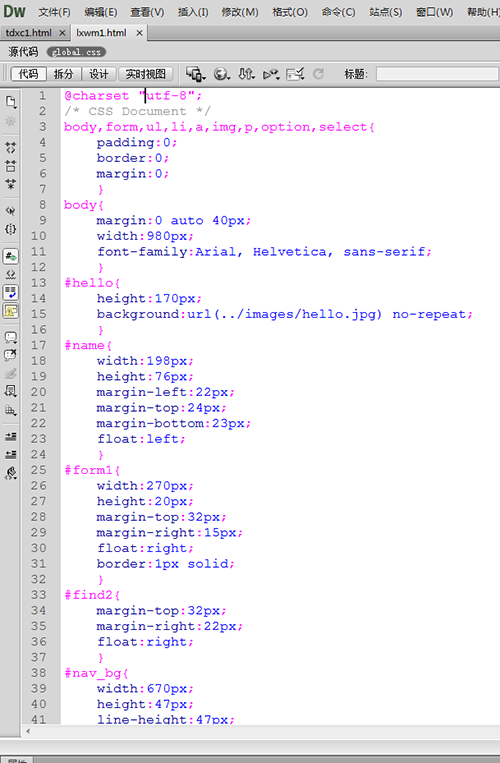 Dw 文件(F) 编辑(E) 查看(V) 插入(I) 修改(M) 格式(O) 命令(C) 站点(S) 窗口(W) 帮助(H)
tdxc1.html × lxwm1.html ×
源代码 global.css
代码 拆分 设计 实时视图 标题:
1 @charset "utf-8";
2 /* CSS Document */
3 body,form,ul,li,a,img,p,option,select{
4 padding:0;
5 border:0;
6 margin:0;
7 }
8 body{
9 margin:0 auto 40px;
10 width:980px;
11 font-family:Arial, Helvetica, sans-serif;
12 }
13 #hello{
14 height:170px;
15 background:url(../images/hello.jpg) no-repeat;
16 }
17 #name{
18 width:198px;
19 height:76px;
20 margin-left:22px;
21 margin-top:24px;
22 margin-bottom:23px;
23 float:left;
24 }
25 #form1{
26 width:270px;
27 height:20px;
28 margin-top:32px;
29 margin-right:15px;
30 float:right;
31 border:1px solid;
32 }
33 #find2{
34 margin-top:32px;
35 margin-right:22px;
36 float:right;
37 }
38 #nav_bg{
39 width:670px;
40 height:47px;
41 line-height:47px;